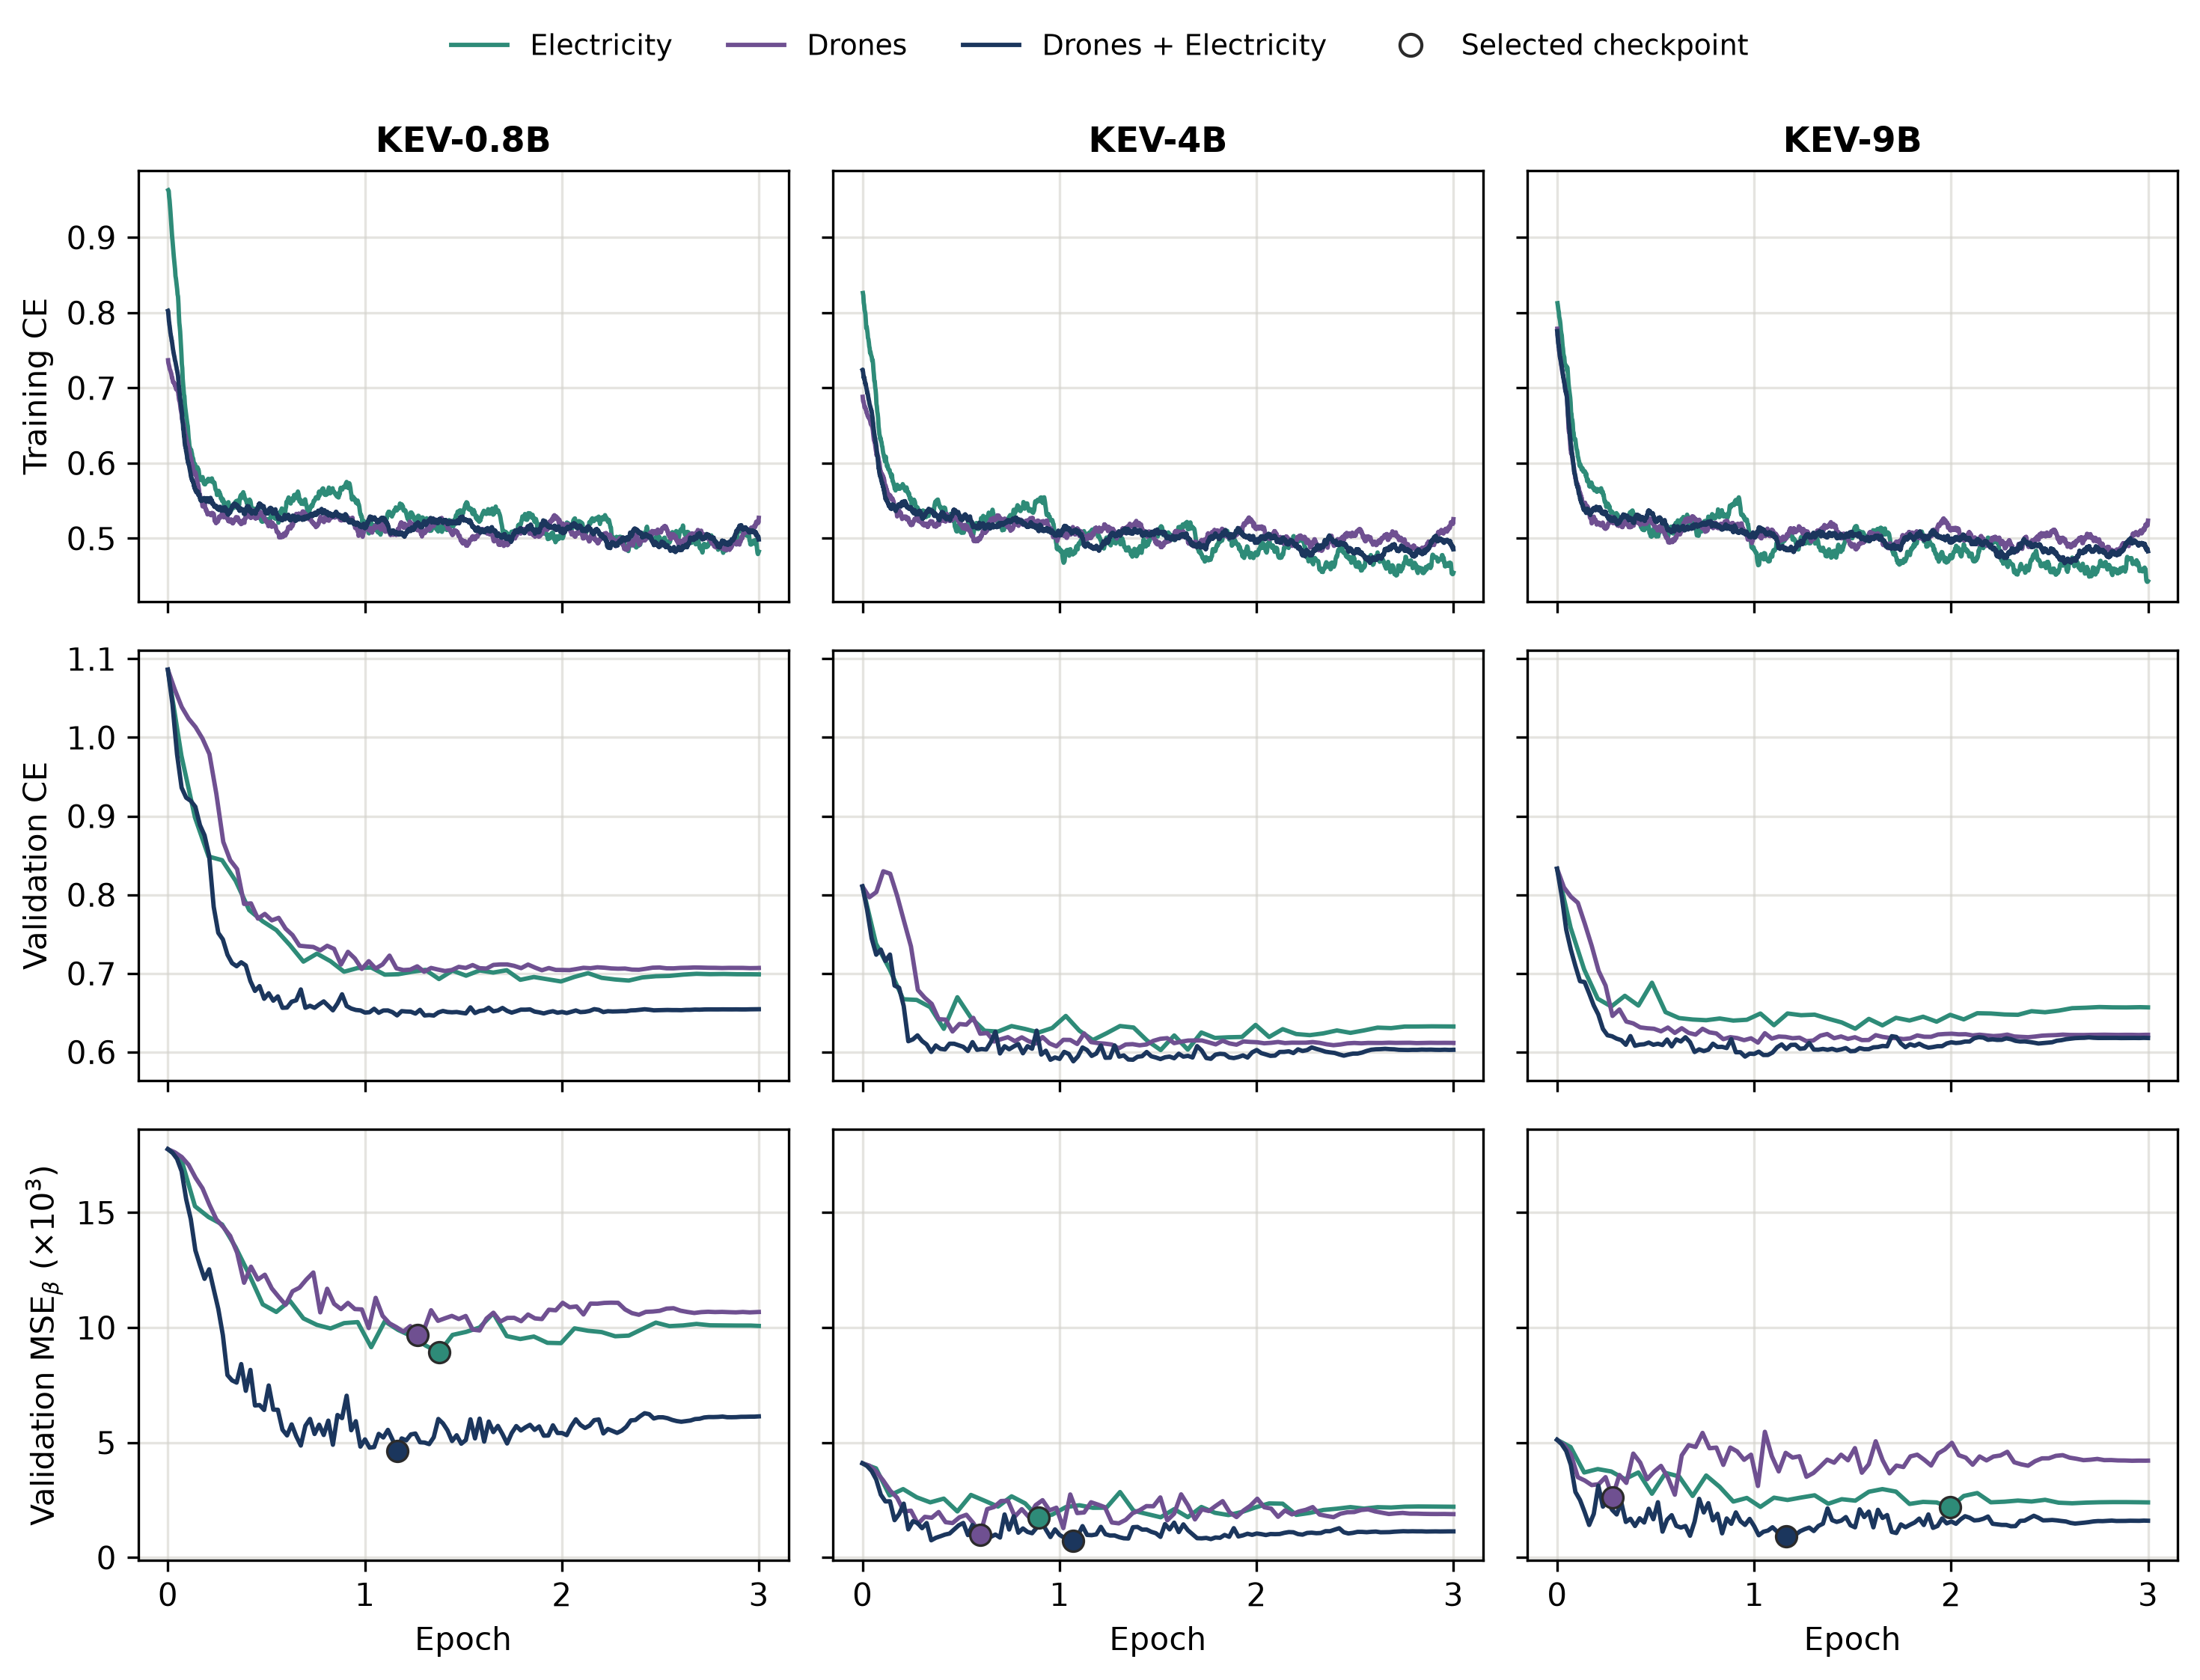 Electricity Drones Drones + Electricity Selected checkpoint
KEV-0.8B KEV-4B KEV-9B
Training CE
0.9
0.8
0.7
0.6
0.5
Validation CE
1.1
1.0
0.9
0.8
0.7
0.6
Validation MSEᵦ (×10³)
15
10
5
0
0 1 2 3 0 1 2 3 0 1 2 3
Epoch Epoch Epoch